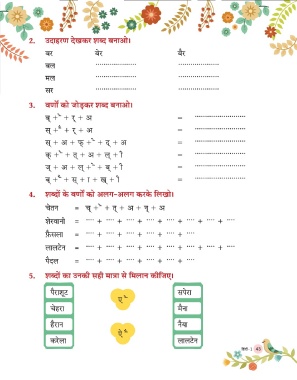 2. उदाहरण देखकर शब्द बनाओ।
बर बेर बैर
बल .................... ....................
मल .................... ....................
सर .................... ....................
3. वर्णों को जोड़कर शब्द बनाओ।
ब् + े + र् + अ = ....................
स् + ै + र् + अ = ....................
स् + अ + फ् + े + द् + अ = ....................
क् + े + त् + अ + ल् + ी = ....................
ज् + अ + ल् + े + ब् + ी = ....................
ब् + ै + स् + ा + ख् + ी = ....................
4. शब्दों के वर्णों को अलग-अलग करके लिखो।
चेतन = च् + े + त् + अ + न् + अ
शेरवानी = .... + .... + .... + .... + .... + .... + .... + ....
फ़ैसला = .... + .... + .... + .... + .... + ....
लालटेन = .... + .... + .... + .... + .... + .... + .... + ....
पैदल = .... + .... + .... + .... + .... + ....
5. शब्दों का उनकी सही मात्रा से मिलान कीजिए।
पैराशूट सपेरा
ए े
चेहरा मैना
हैरान नैया
ऐ ै
करेला लालटेन
43